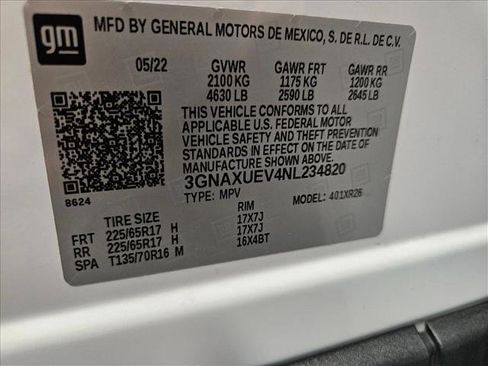 gm
MFD BY GENERAL MOTORS DE MEXICO, S. DE R.L. DE C.V.
05/22 GVWR GAWR FRT GAWR RR
2100 KG 1175 KG 1200 KG
4630 LB 2590 LB 2645 LB
THIS VEHICLE CONFORMS TO ALL
APPLICABLE U.S. FEDERAL MOTOR
VEHICLE SAFETY AND THEFT PREVENTION
STANDARDS IN EFFECT ON THE DATE OF
MANUFACTURE SHOWN ABOVE.
3GNAXUEV4NL234820
8624 TYPE: MPV MODEL: 401XR26
TIRE SIZE RIM
FRT 225/65R17 H 17X7J
RR 225/65R17 H 17X7J
SPA T135/70R16 M 16X4BT